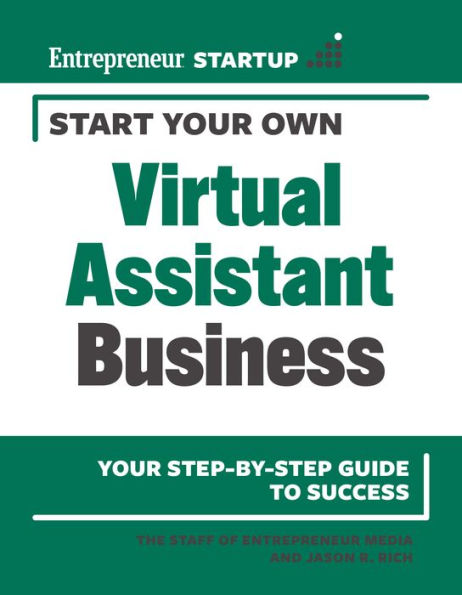 Entrepreneur STARTUP
START YOUR OWN
Virtual
Assistant
Business
YOUR STEP-BY-STEP GUIDE
TO SUCCESS
THE STAFF OF ENTREPRENEUR MEDIA
AND JASON R. RICH